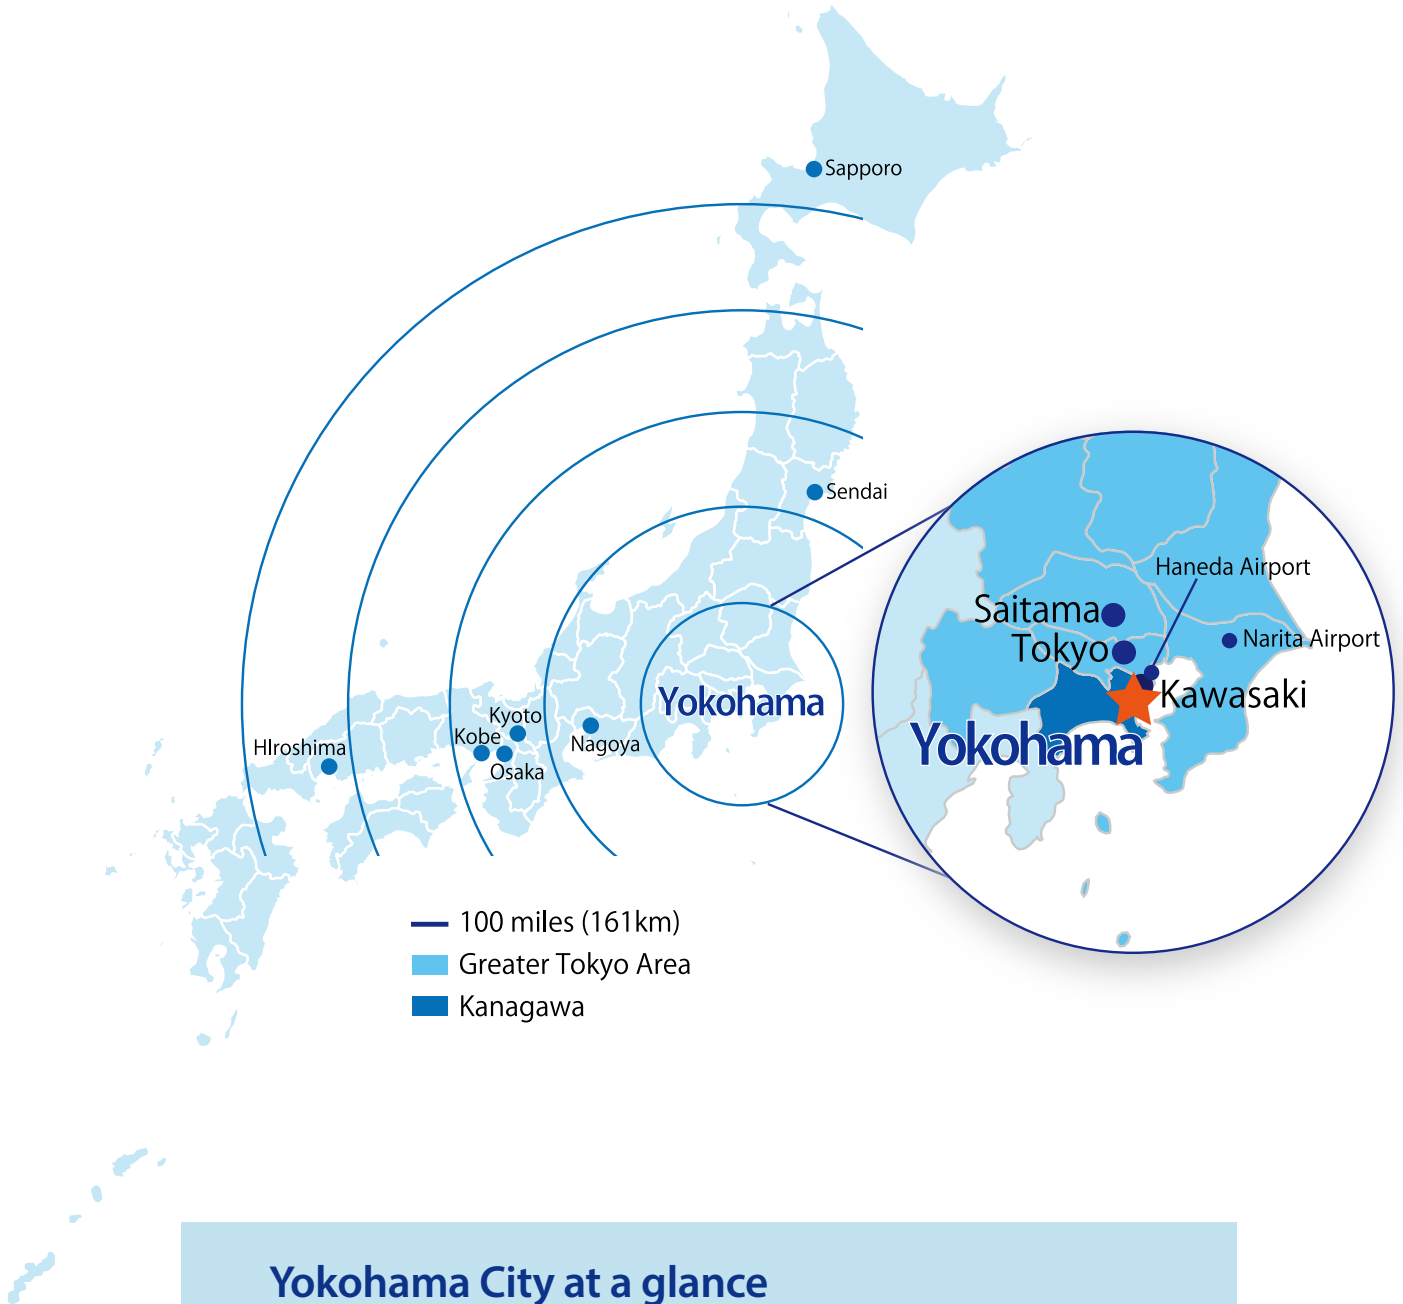 Sapporo
Sendai
Haneda Airport
Saitama
Tokyo
Narita Airport
Kawasaki
Yokohama
Yokohama
Kyoto
Kobe
Osaka
Nagoya
HIroshima
100 miles (161km)
Greater Tokyo Area
Kanagawa
Yokohama City at a glance